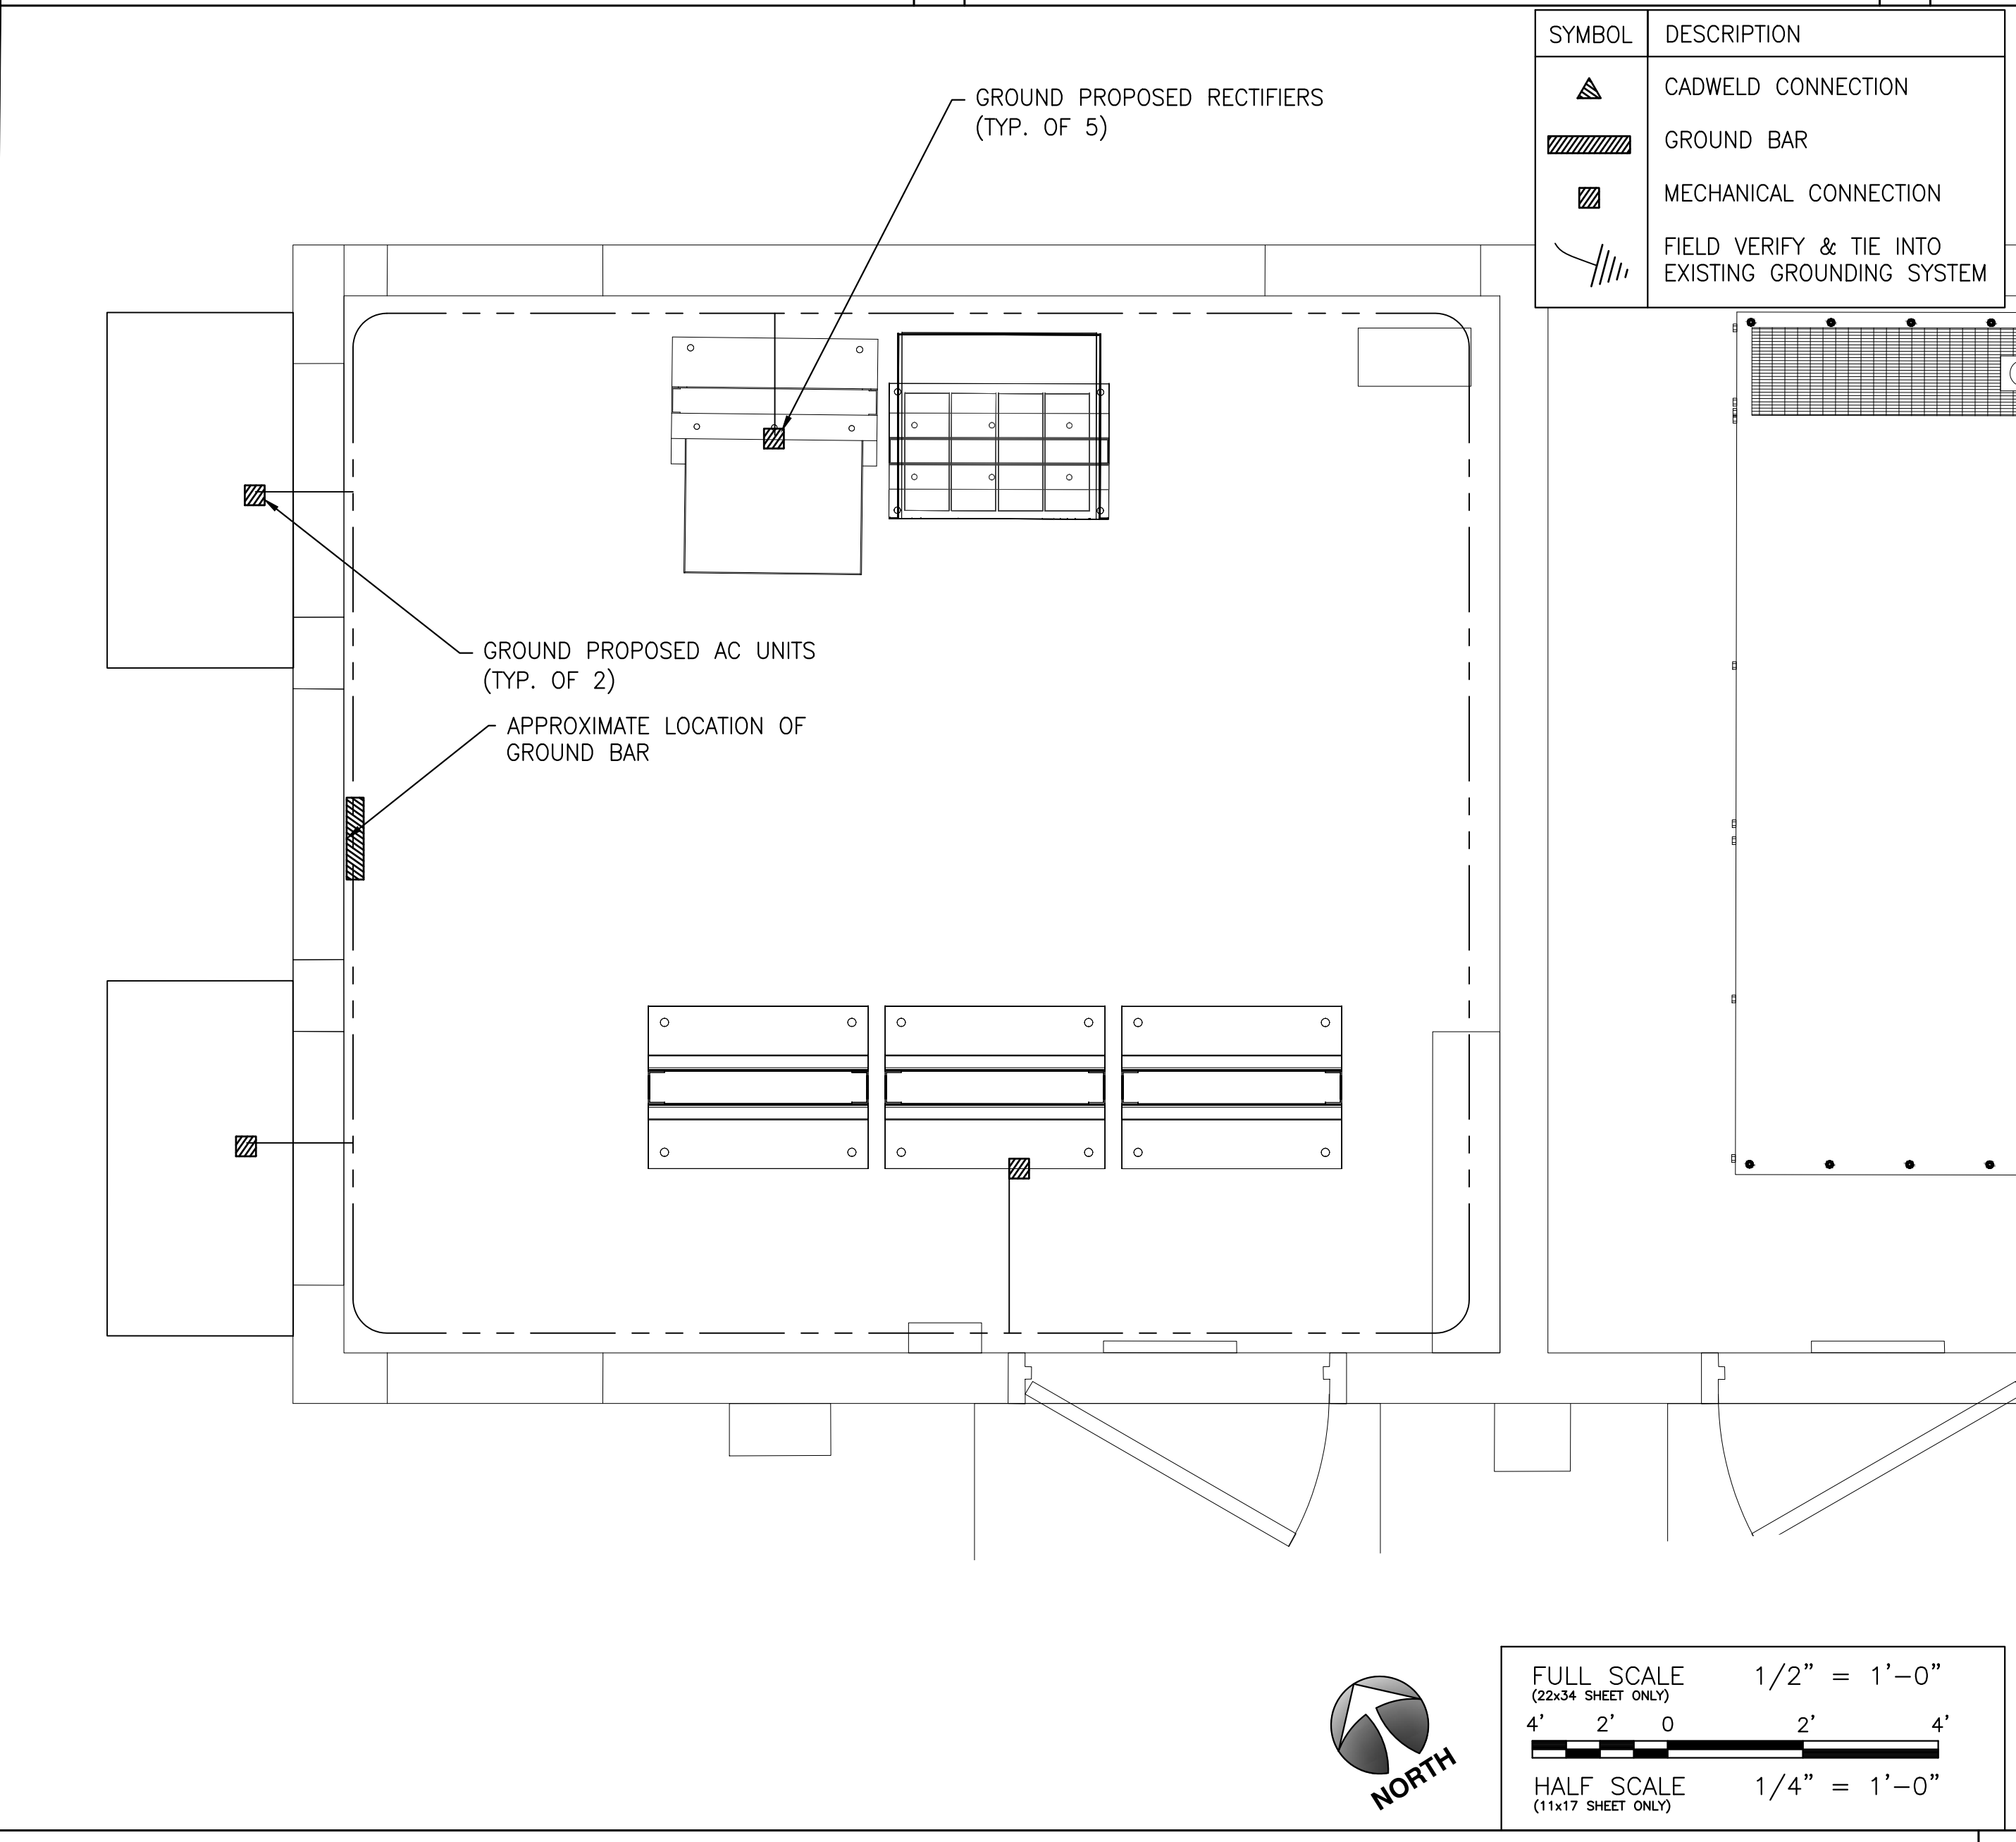 SYMBOL DESCRIPTION
CADWELD CONNECTION
GROUND BAR
MECHANICAL CONNECTION
FIELD VERIFY & TIE INTO
EXISTING GROUNDING SYSTEM
GROUND PROPOSED RECTIFIERS
(TYP. OF 5)
GROUND PROPOSED AC UNITS
(TYP. OF 2)
APPROXIMATE LOCATION OF
GROUND BAR
NORTH
FULL SCALE 1/2" = 1'-0"
(22x34 SHEET ONLY)
4' 2' 0 2' 4'
HALF SCALE 1/4" = 1'-0"
(11x17 SHEET ONLY)